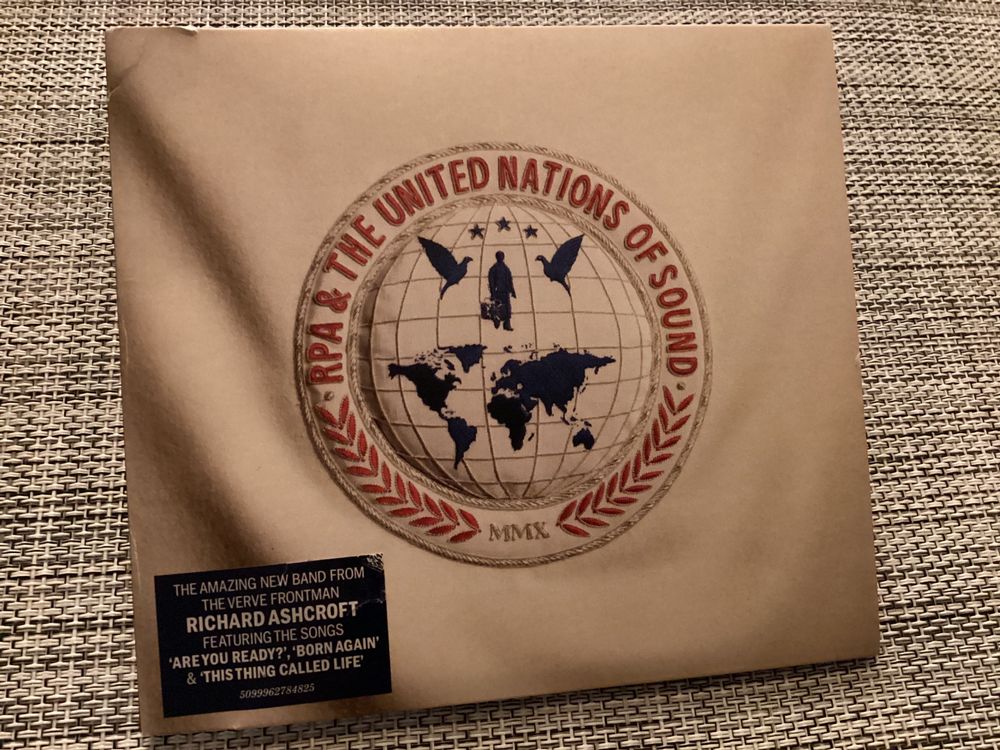 · RPA & THE UNITED NATIONS OF SOUND ·
MMX
THE AMAZING NEW BAND FROM
THE VERVE FRONTMAN
RICHARD ASHCROFT
FEATURING THE SONGS
‘ARE YOU READY?’, ‘BORN AGAIN’
& ‘THIS THING CALLED LIFE’
5099962784825